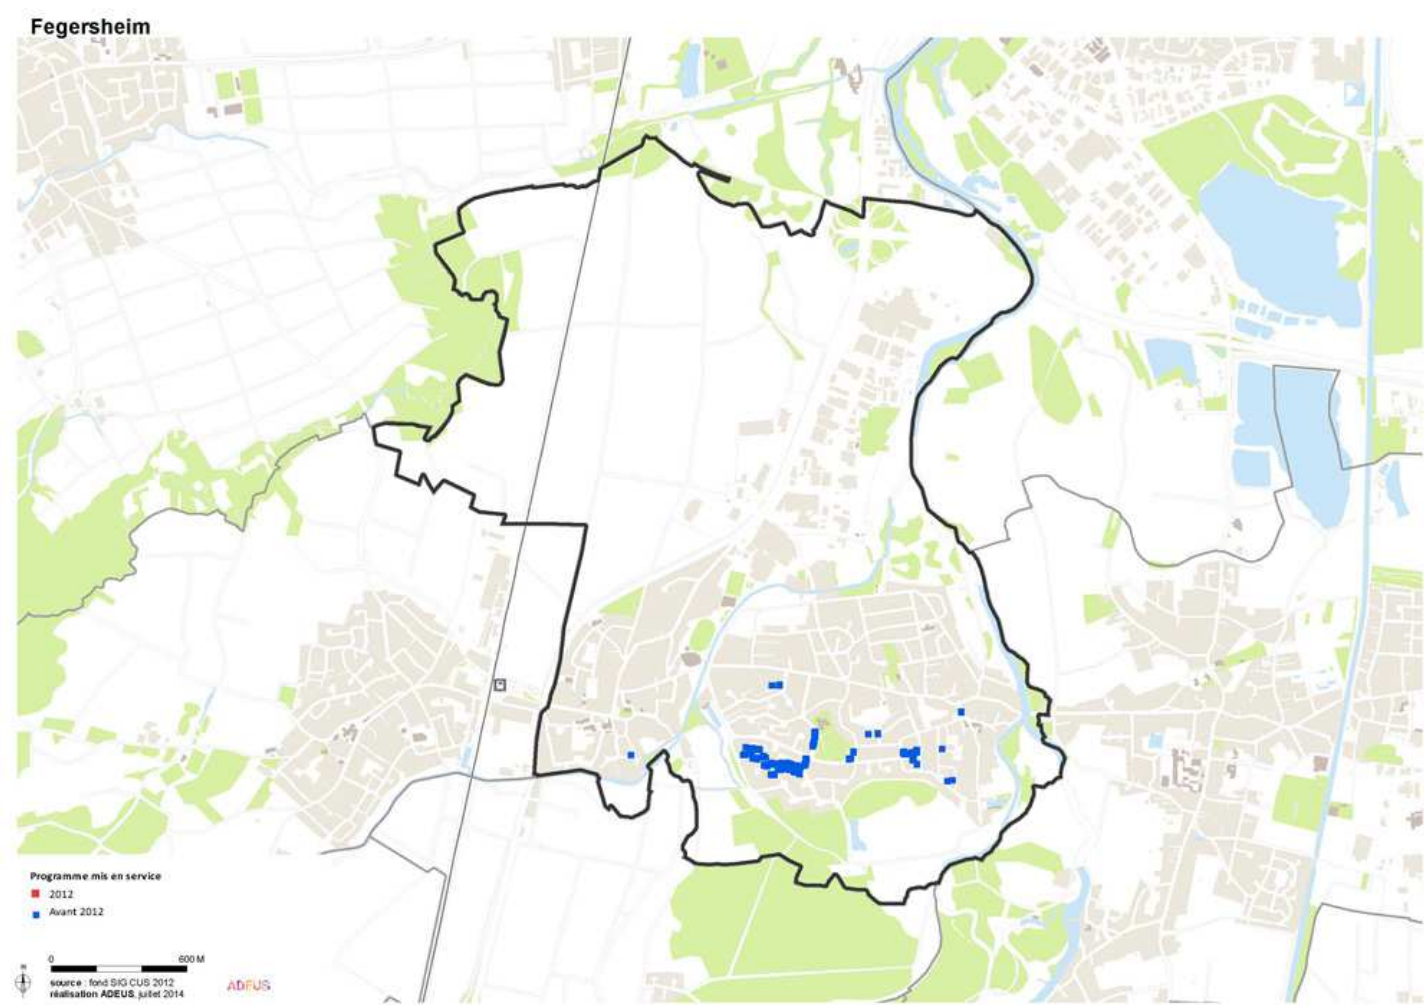 Fegersheim
Programme mis en service
2012
Avant 2012
0 600 M
N
source : fond SIG CUS 2012
réalisation ADEUS, juillet 2014
ADEUS